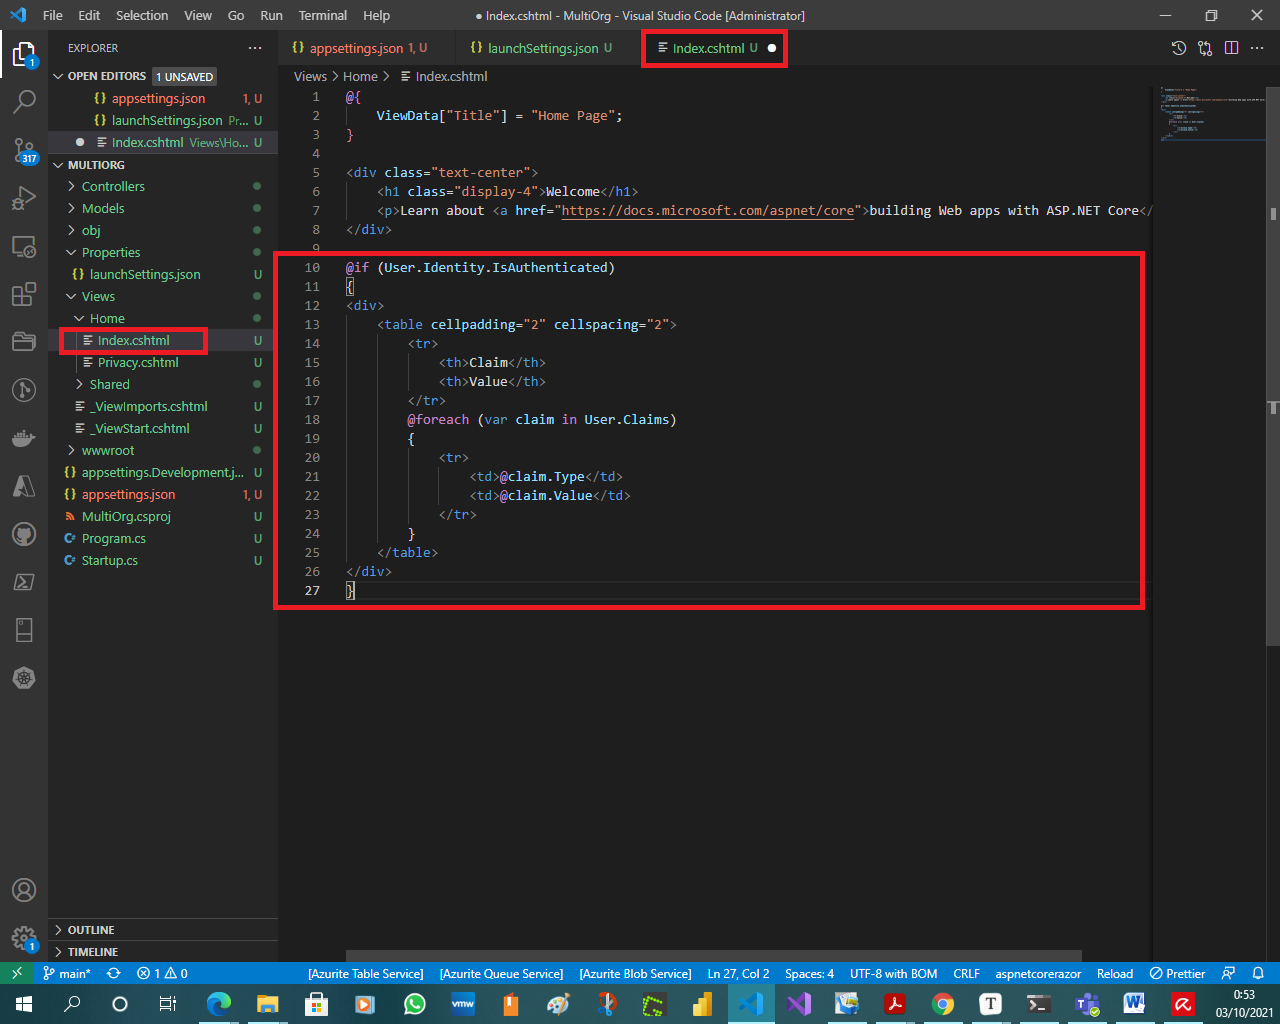 File Edit Selection View Go Run Terminal Help ● Index.cshtml - MultiOrg - Visual Studio Code [Administrator]
EXPLORER ···
OPEN EDITORS 1 UNSAVED
{} appsettings.json 1, U
{} launchSettings.json Pr... U
● Index.cshtml Views\Ho... U
MULTIORG
Controllers
Models
obj
Properties
{} launchSettings.json U
Views
Home
Index.cshtml U
Privacy.cshtml U
Shared
_ViewImports.cshtml U
_ViewStart.cshtml U
wwwroot
{} appsettings.Development.j... U
{} appsettings.json 1, U
MultiOrg.csproj U
C# Program.cs U
C# Startup.cs U
OUTLINE
TIMELINE
1
317
1
{} appsettings.json 1, U {} launchSettings.json U Index.cshtml U ●
Views > Home > Index.cshtml
1 @{
2 ViewData["Title"] = "Home Page";
3 }
4
5 <div class="text-center">
6 <h1 class="display-4">Welcome</h1>
7 <p>Learn about <a href="https://docs.microsoft.com/aspnet/core">building Web apps with ASP.NET Core</
8 </div>
9
10 @if (User.Identity.IsAuthenticated)
11 {
12 <div>
13 <table cellpadding="2" cellspacing="2">
14 <tr>
15 <th>Claim</th>
16 <th>Value</th>
17 </tr>
18 @foreach (var claim in User.Claims)
19 {
20 <tr>
21 <td>@claim.Type</td>
22 <td>@claim.Value</td>
23 </tr>
24 }
25 </table>
26 </div>
27 }
main* 1 0 [Azurite Table Service] [Azurite Queue Service] [Azurite Blob Service] Ln 27, Col 2 Spaces: 4 UTF-8 with BOM CRLF aspnetcorerazor Reload Prettier
vmw T W
0:53
03/10/2021